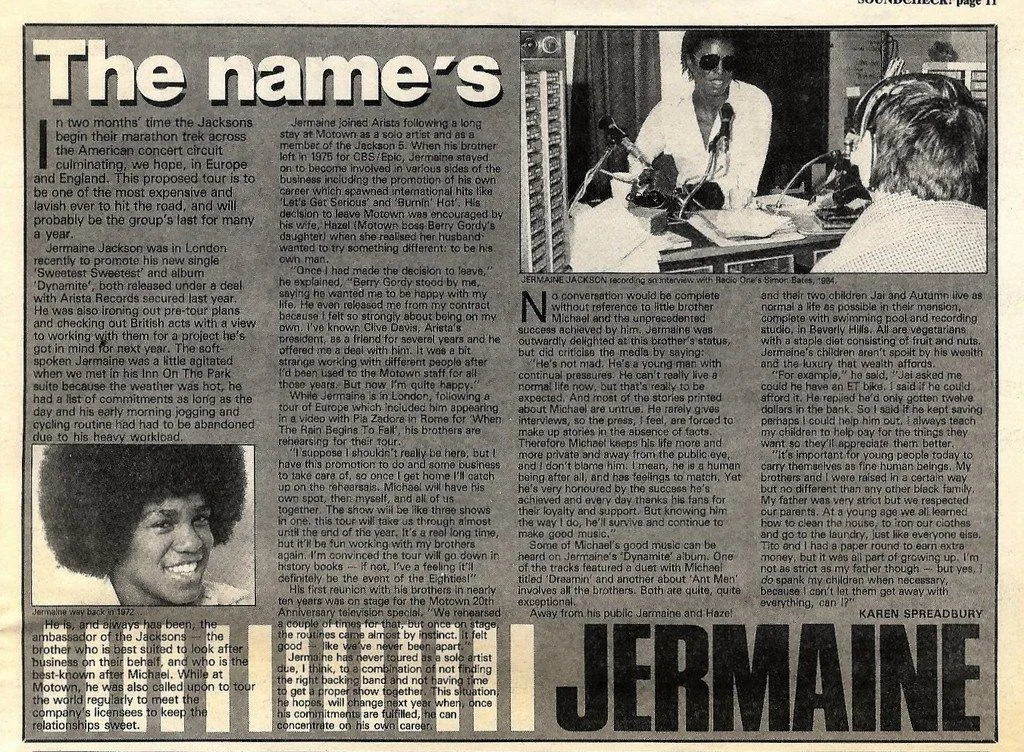 SOUNDCHECK! page 11
The name's
In two months' time the Jacksons
begin their marathon trek across
the American concert circuit
culminating, we hope, in Europe
and England. This proposed tour is to
be one of the most expensive and
lavish ever to hit the road, and will
probably be the group's last for many
a year.
Jermaine Jackson was in London
recently to promote his new single
'Sweetest Sweetest' and album
'Dynamite', both released under a deal
with Arista Records secured last year.
He was also ironing out pre-tour plans
and checking out British acts with a view
to working with them for a project he's
got in mind for next year. The soft-
spoken Jermaine was a little agitated
when we met in his Inn On The Park
suite because the weather was hot, he
had a list of commitments as long as the
day and his early morning jogging and
cycling routine had had to be abandoned
due to his heavy workload.
Jermaine way back in 1972
He is, and always has been, the
ambassador of the Jacksons — the
brother who is best suited to look after
business on their behalf, and who is the
best-known after Michael. While at
Motown, he was also called upon to tour
the world regularly to meet the
company's licensees to keep the
relationships sweet.
Jermaine joined Arista following a long
stay at Motown as a solo artist and as a
member of the Jackson 5. When his brother
left in 1975 for CBS/Epic, Jermaine stayed
on to become involved in various sides of the
business including the promotion of his own
career which spawned international hits like
'Let's Get Serious' and 'Burnin' Hot'. His
decision to leave Motown was encouraged by
his wife, Hazel (Motown boss Berry Gordy's
daughter) when she realised her husband
wanted to try something different: to be his
own man.
"Once I had made the decision to leave,"
he explained, "Berry Gordy stood by me,
saying he wanted me to be happy with my
life. He even released me from my contract
because I felt so strongly about being on my
own. I've known Clive Davis, Arista's
president, as a friend for several years and he
offered me a deal with him. It was a bit
strange working with different people after
I'd been used to the Motown staff for all
those years. But now I'm quite happy."
While Jermaine is in London, following a
tour of Europe which included him appearing
in a video with Pia Zadora in Rome for 'When
The Rain Begins To Fall', his brothers are
rehearsing for their tour.
"I suppose I shouldn't really be here, but I
have this promotion to do and some business
to take care of, so once I get home I'll catch
up on the rehearsals. Michael will have his
own spot, then myself, and all of us
together. The show will be like three shows
in one, this tour will take us through almost
until the end of the year. It's a real long time,
but it'll be fun working with my brothers
again. I'm convinced the tour will go down in
history books — if not, I've a feeling it'll
definitely be the event of the Eighties!"
His first reunion with his brothers in nearly
ten years was on stage for the Motown 20th
Anniversary television special. "We rehearsed
a couple of times for that, but once on stage,
the routines came almost by instinct. It felt
good — like we've never been apart."
Jermaine has never toured as a solo artist
due, I think, to a combination of not finding
the right backing band and not having time
to get a proper show together. This situation,
he hopes, will change next year when, once
his commitments are fulfilled, he can
concentrate on his own career.
JERMAINE JACKSON recording an interview with Radio One's Simon Bates, 1984.
No conversation would be complete
without reference to little brother
Michael and the unprecedented
success achieved by him. Jermaine was
outwardly delighted at this brother's status,
but did criticise the media by saying:
"He's not mad. He's a young man with
continual pressures. He can't really live a
normal life now, but that's really to be
expected. And most of the stories printed
about Michael are untrue. He rarely gives
interviews, so the press, I feel, are forced to
make up stories in the absence of facts.
Therefore Michael keeps his life more and
more private and away from the public eye,
and I don't blame him. I mean, he is a human
being after all, and has feelings to match. Yet
he's very honoured by the success he's
achieved and every day thanks his fans for
their loyalty and support. But knowing him
the way I do, he'll survive and continue to
make good music."
Some of Michael's good music can be
heard on Jermaine's 'Dynamite' album. One
of the tracks featured a duet with Michael
titled 'Dreamin' and another about 'Ant Men'
involves all the brothers. Both are quite, quite
exceptional.
Away from his public Jermaine and Hazel
and their two children Jai and Autumn live as
normal a life as possible in their mansion,
complete with swimming pool and recording
studio, in Beverly Hills. All are vegetarians
with a staple diet consisting of fruit and nuts.
Jermaine's children aren't spoilt by his wealth
and the luxury that wealth affords.
"For example," he said, "Jai asked me
could he have an ET bike. I said if he could
afford it. He replied he'd only gotten twelve
dollars in the bank. So I said if he kept saving
perhaps I could help him out. I always teach
my children to help pay for the things they
want so they'll appreciate them better.
"It's important for young people today to
carry themselves as fine human beings. My
brothers and I were raised in a certain way
but no different than any other black family.
My father was very strict but we respected
our parents. At a young age we all learned
how to clean the house, to iron our clothes
and go to the laundry, just like everyone else.
Tito and I had a paper round to earn extra
money, but it was all part of growing up. I'm
not as strict as my father though — but yes, I
do spank my children when necessary,
because I can't let them get away with
everything, can I?"
KAREN SPREADBURY
JERMAINE